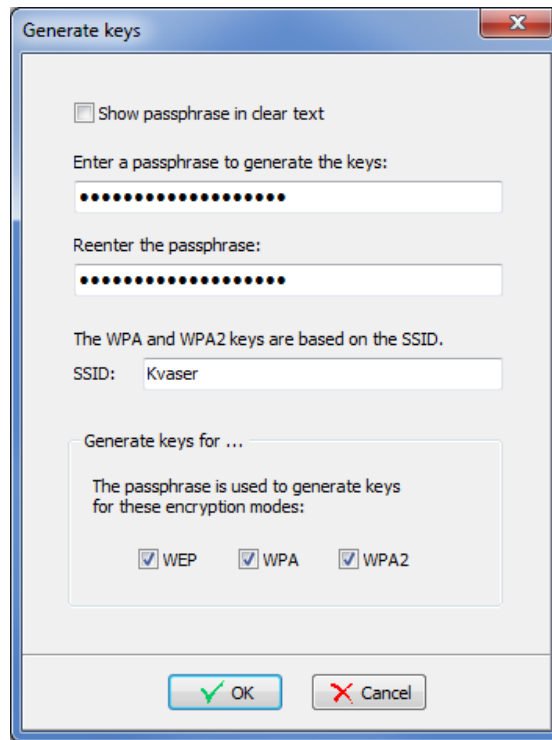 Generate keys
Show passphrase in clear text
Enter a passphrase to generate the keys:
•••••••••••••••••••
Reenter the passphrase:
•••••••••••••••••••
The WPA and WPA2 keys are based on the SSID.
SSID: Kvaser
Generate keys for ...
The passphrase is used to generate keys
for these encryption modes:
WEP WPA WPA2
OK Cancel